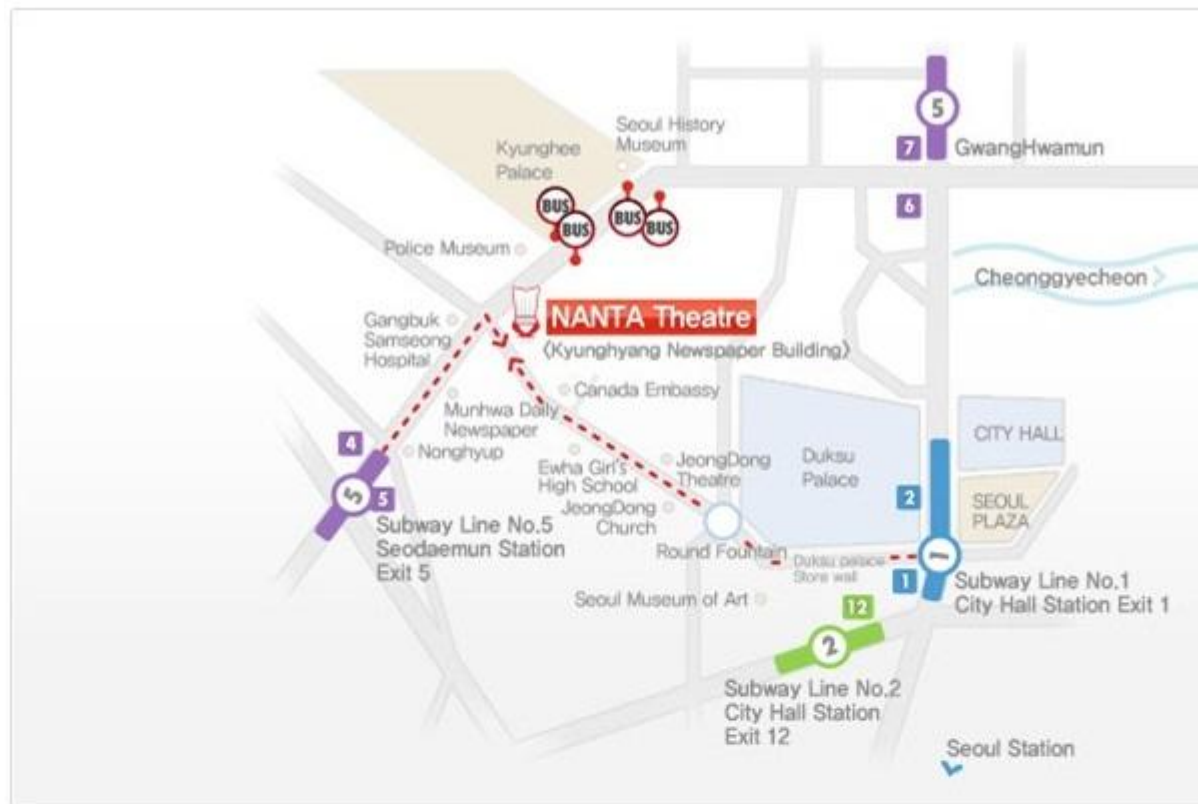 Seoul History
Museum
5
Kyunghee
Palace
7
GwangHwamun
BUS
BUS
BUS
BUS
6
Police Museum
Cheonggyecheon
NANTA Theatre
Gangbuk
Samseong
Hospital
(Kyunghyang Newspaper Building)
Canada Embassy
Munhwa Daily
Newspaper
4
Nonghyup
CITY HALL
JeongDong
Theatre
Duksu
Palace
Ewha Girl's
High School
5
5
2
SEOUL
PLAZA
JeongDong
Church
Subway Line No.5
Seodaemun Station
Exit 5
Round Fountain
Duksu palace
Store wall
1
1
Subway Line No.1
City Hall Station Exit 1
Seoul Museum of Art
12
2
Subway Line No.2
City Hall Station
Exit 12
Seoul Station